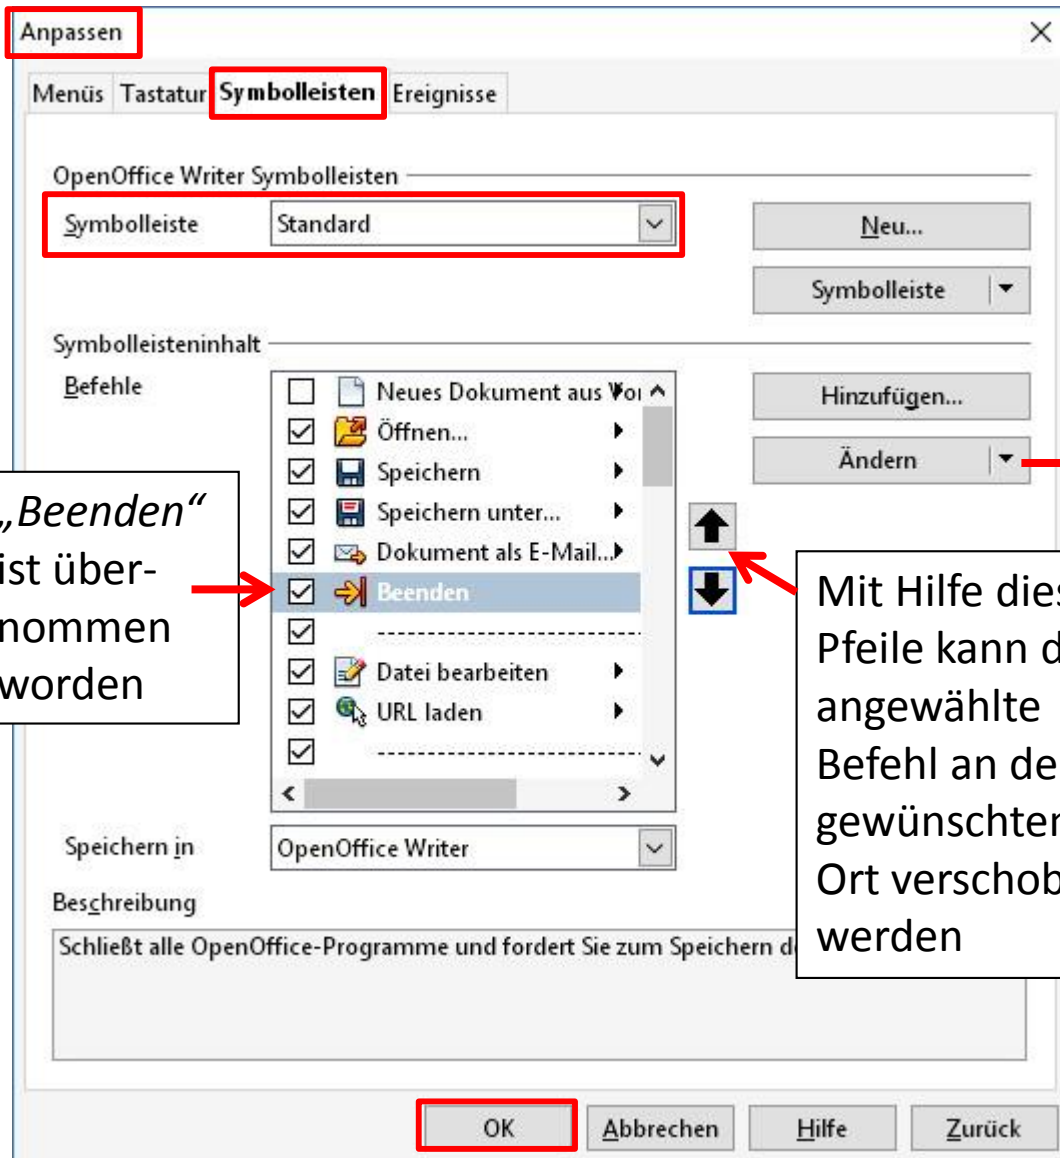 Anpassen
Menüs Tastatur Symbolleisten Ereignisse
OpenOffice Writer Symbolleisten
Symbolleiste Standard Neu...
Symbolleiste
Symbolleisteninhalt
Befehle
Neues Dokument aus Vor
Hinzufügen...
Öffnen...
Ändern
Speichern
Speichern unter...
Dokument als E-Mail...
Beenden
Datei bearbeiten
URL laden
„Beenden“
ist über-
nommen
worden
Mit Hilfe dies
Pfeile kann d
angewählte
Befehl an de
gewünschter
Ort verschob
werden
Speichern in OpenOffice Writer
Beschreibung
Schließt alle OpenOffice-Programme und fordert Sie zum Speichern d
OK Abbrechen Hilfe Zurück